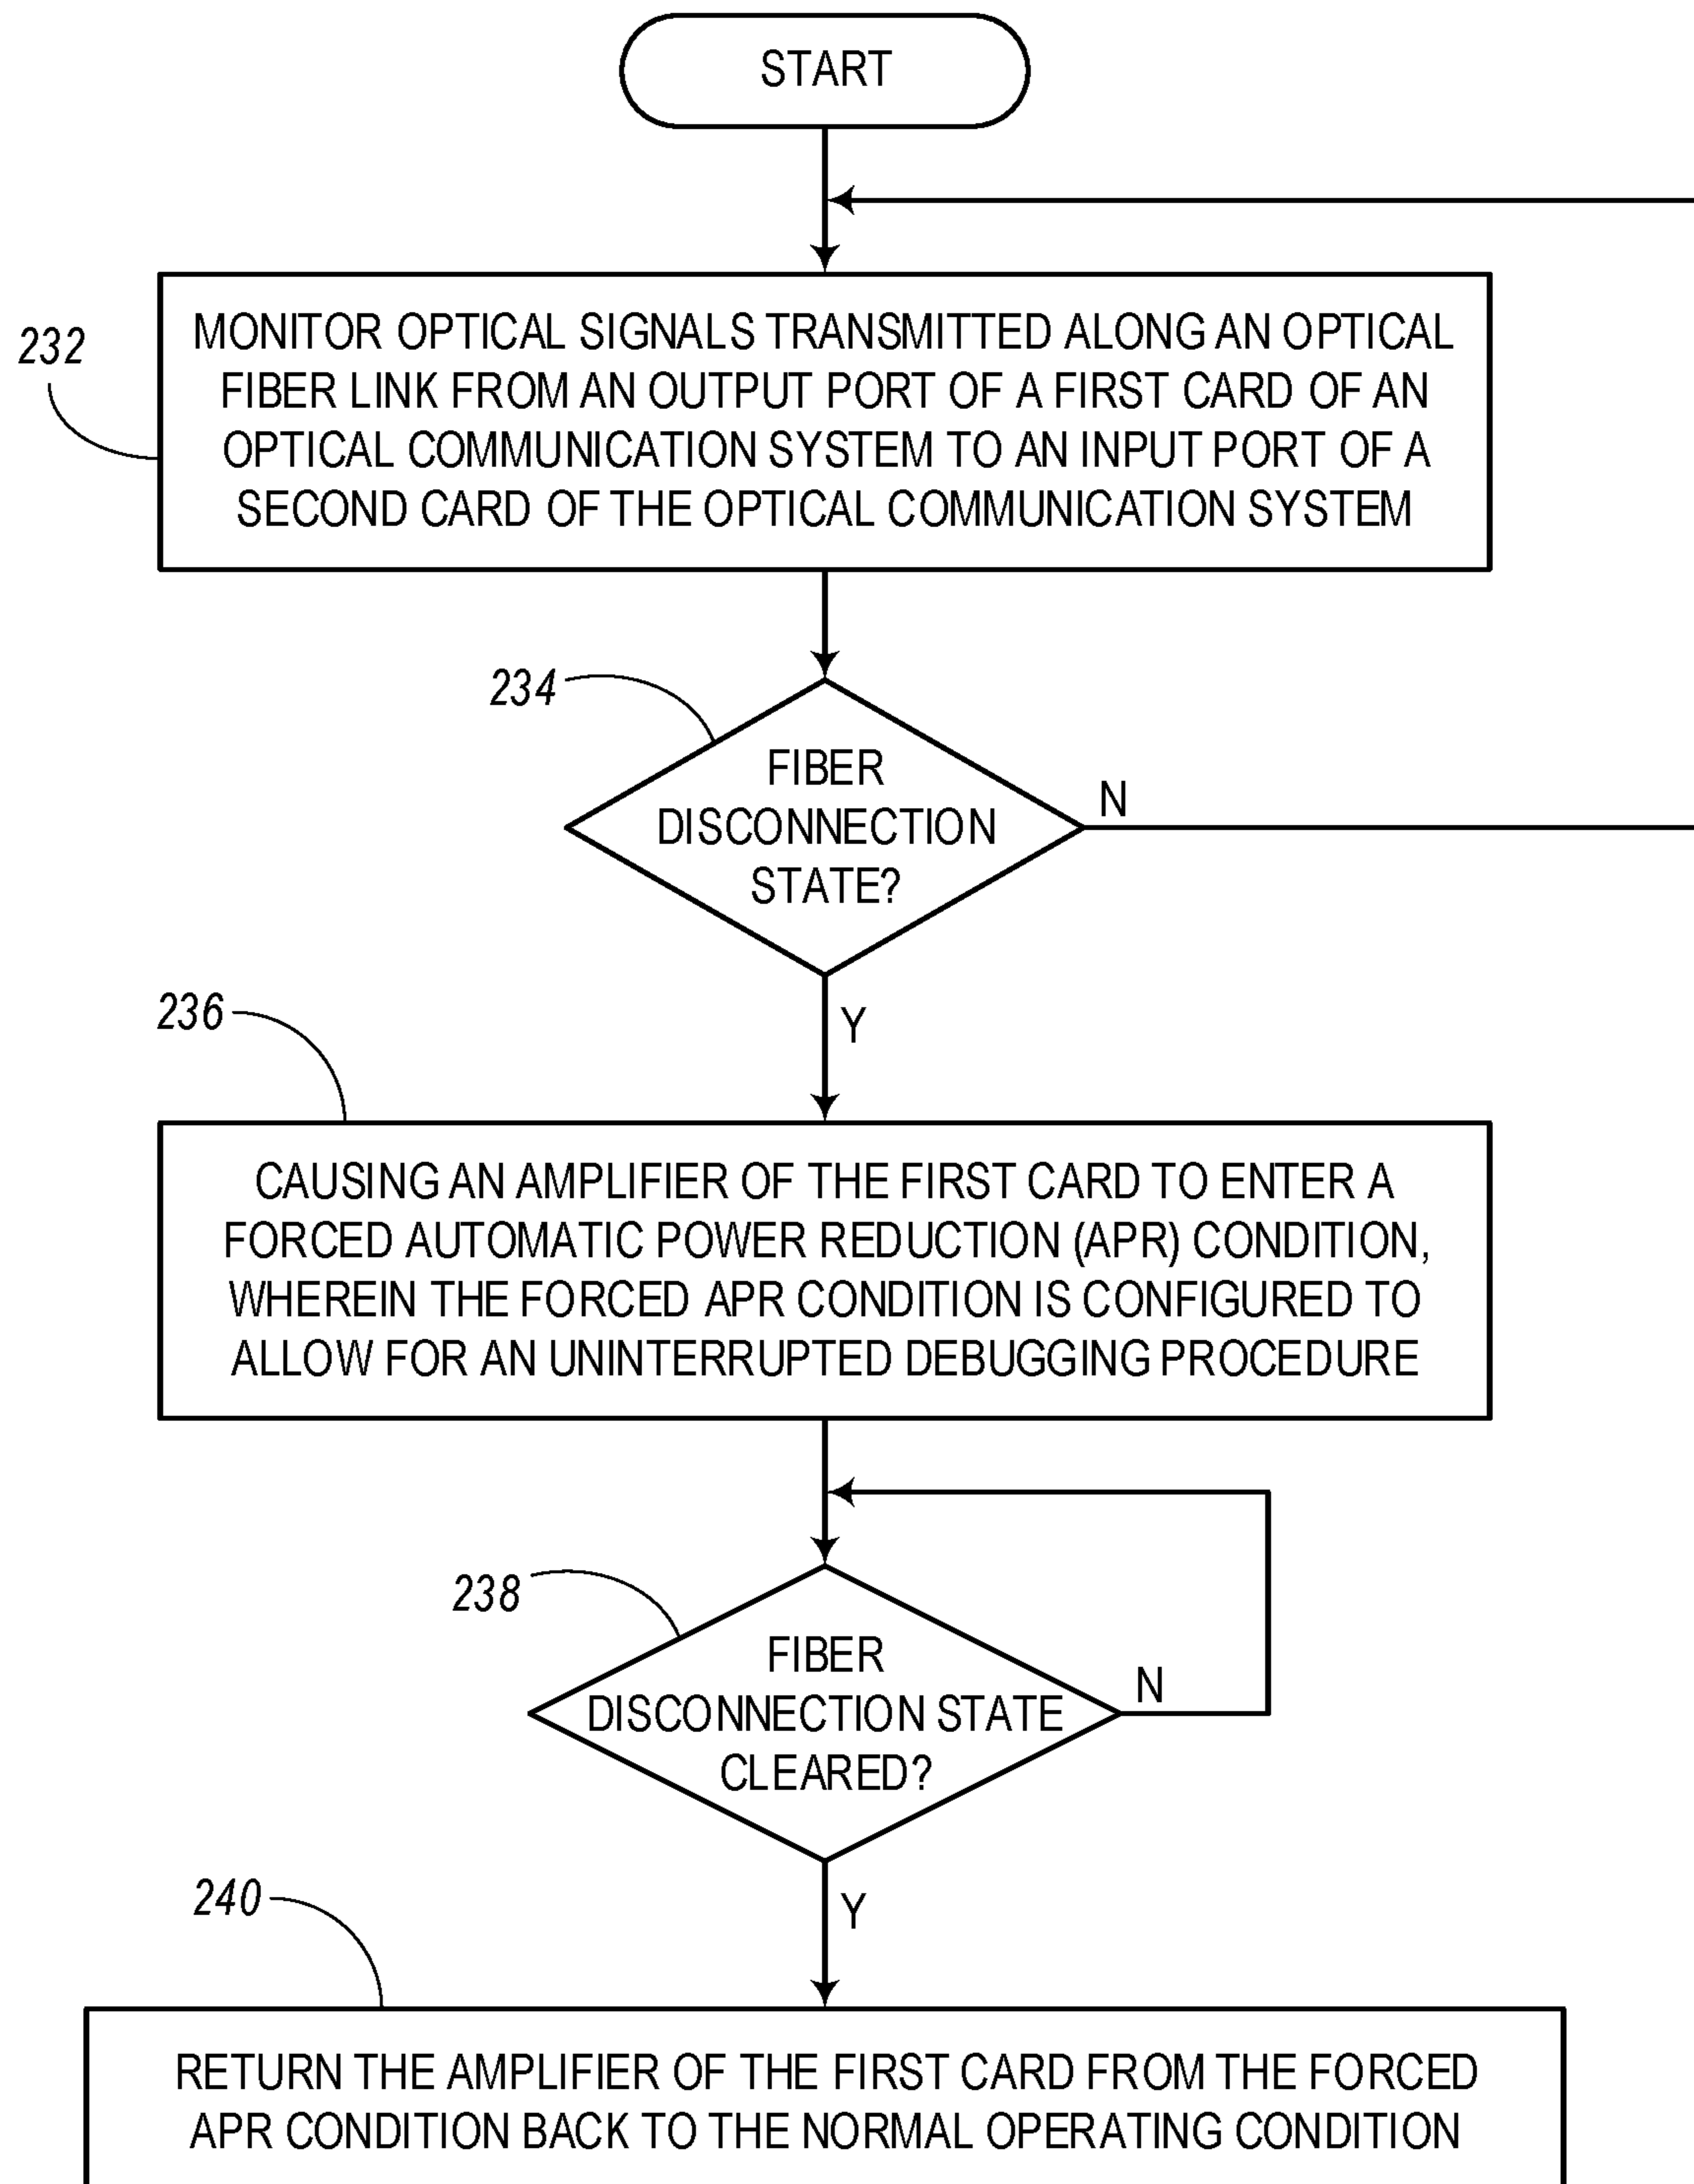 START
232
MONITOR OPTICAL SIGNALS TRANSMITTED ALONG AN OPTICAL
FIBER LINK FROM AN OUTPUT PORT OF A FIRST CARD OF AN
OPTICAL COMMUNICATION SYSTEM TO AN INPUT PORT OF A
SECOND CARD OF THE OPTICAL COMMUNICATION SYSTEM
234
FIBER
DISCONNECTION
STATE?
N
Y
236
CAUSING AN AMPLIFIER OF THE FIRST CARD TO ENTER A
FORCED AUTOMATIC POWER REDUCTION (APR) CONDITION,
WHEREIN THE FORCED APR CONDITION IS CONFIGURED TO
ALLOW FOR AN UNINTERRUPTED DEBUGGING PROCEDURE
238
FIBER
DISCONNECTION STATE
CLEARED?
N
Y
240
RETURN THE AMPLIFIER OF THE FIRST CARD FROM THE FORCED
APR CONDITION BACK TO THE NORMAL OPERATING CONDITION